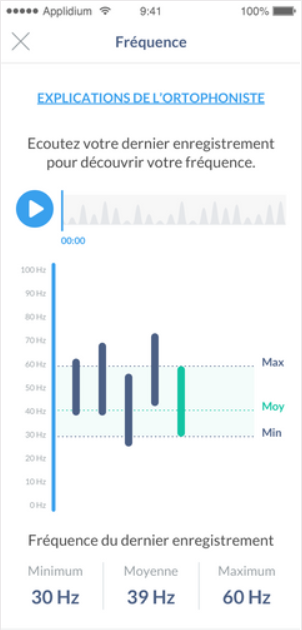 Applidium 9:41 100%
Fréquence
EXPLICATIONS DE L'ORTOPHONISTE
Ecoutez votre dernier enregistrement
pour découvrir votre fréquence.
00:00
100 Hz
90 Hz
80 Hz
70 Hz
60 Hz
Max
50 Hz
40 Hz
Moy
30 Hz
Min
20 Hz
10 Hz
0 Hz
Fréquence du dernier enregistrement
Minimum Moyenne Maximum
30 Hz 39 Hz 60 Hz